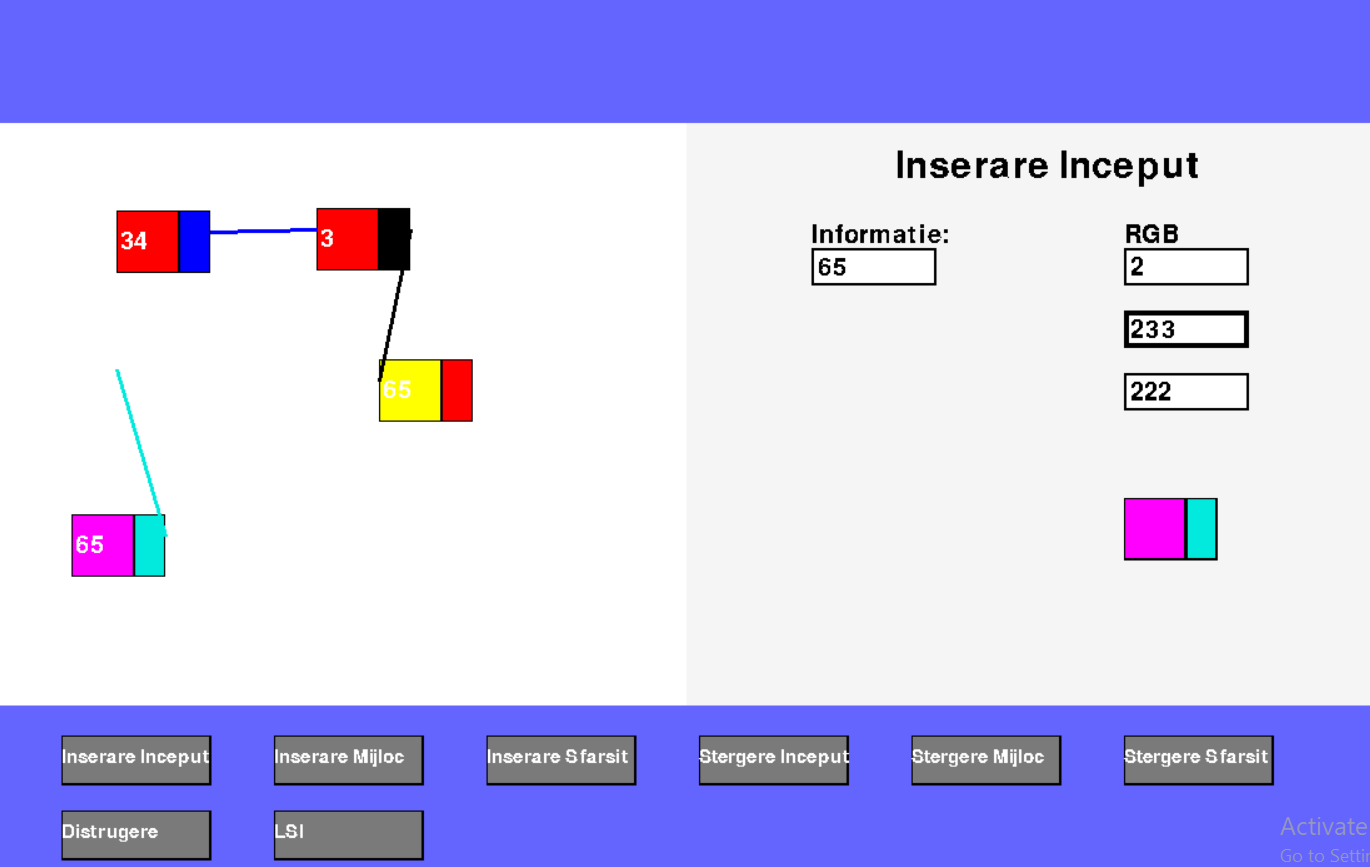 Inserare Inceput
Informatie:
RGB
65
2
233
222
34
3
65
65
Inserare Inceput
Inserare Mijloc
Inserare Sfarsit
Stergere Inceput
Stergere Mijloc
Stergere Sfarsit
Distrugere
LSI
Activate
Go to Setti